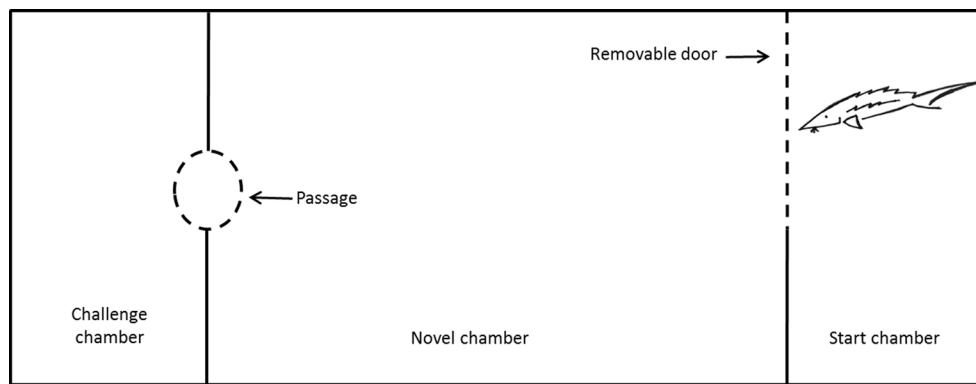 Removable door
Passage
Challenge
chamber
Novel chamber
Start chamber